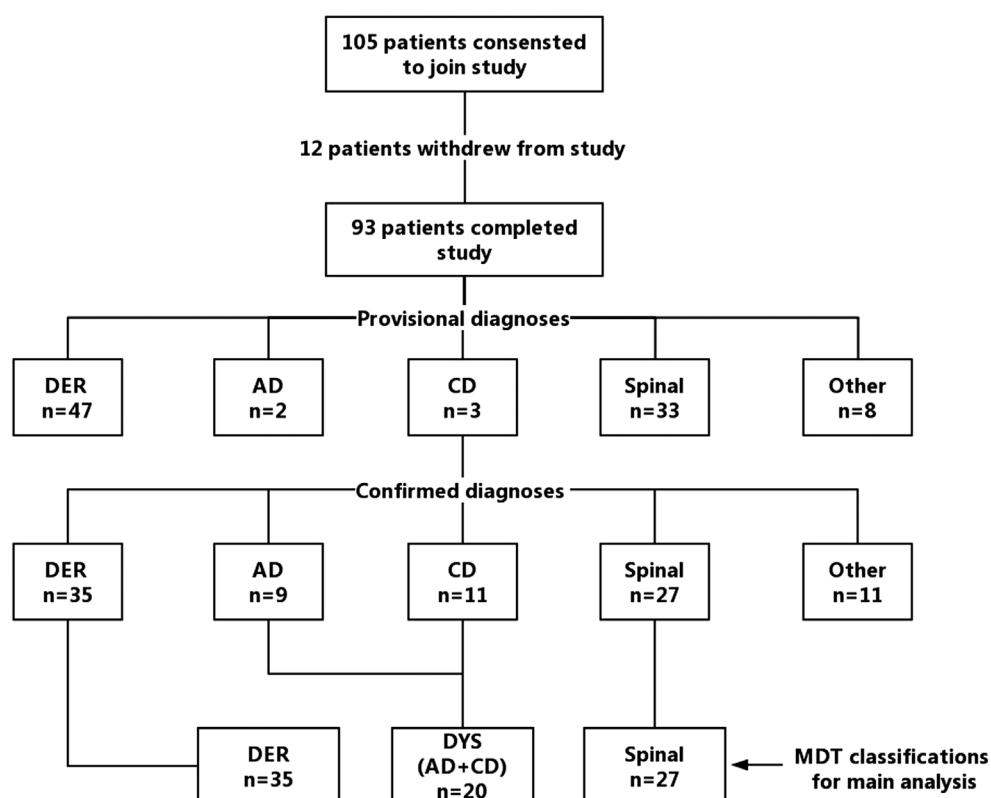 105 patients consensted
to join study
12 patients withdrew from study
93 patients completed
study
Provisional diagnoses
DER
n=47
AD
n=2
CD
n=3
Spinal
n=33
Other
n=8
Confirmed diagnoses
DER
n=35
AD
n=9
CD
n=11
Spinal
n=27
Other
n=11
DER
n=35
DYS
(AD+CD)
n=20
Spinal
n=27
MDT classifications
for main analysis